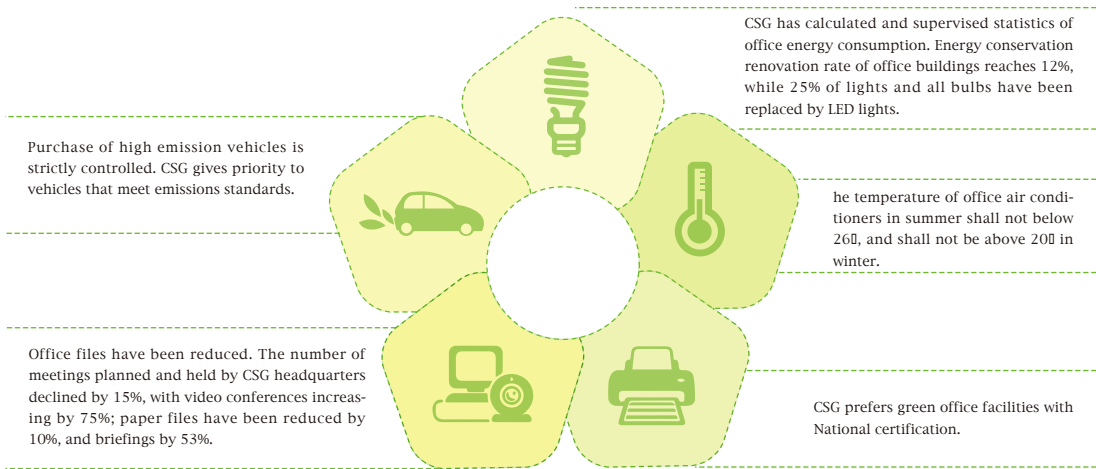 CSG has calculated and supervised statistics of
office energy consumption. Energy conservation
renovation rate of office buildings reaches 12%,
while 25% of lights and all bulbs have been
replaced by LED lights.
Purchase of high emission vehicles is
strictly controlled. CSG gives priority to
vehicles that meet emissions standards.
he temperature of office air condi-
tioners in summer shall not below
26▯, and shall not be above 20▯ in
winter.
Office files have been reduced. The number of
meetings planned and held by CSG headquarters
declined by 15%, with video conferences increas-
ing by 75%; paper files have been reduced by
10%, and briefings by 53%.
CSG prefers green office facilities with
National certification.